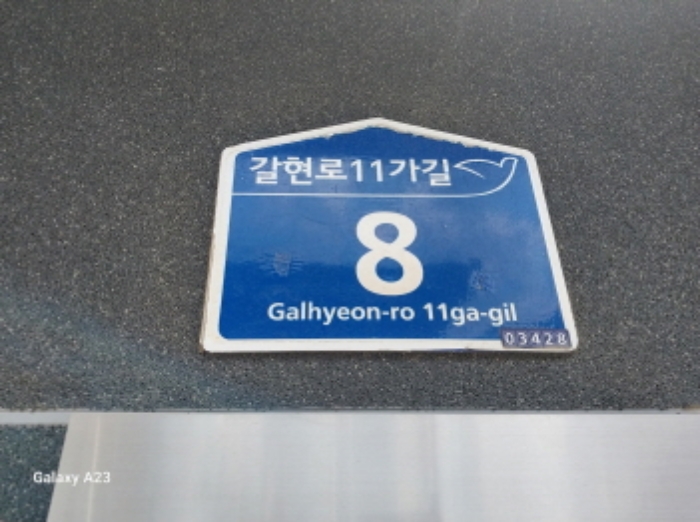 갈현로11가길
8
Galhyeon-ro 11ga-gil
03428
Galaxy A23